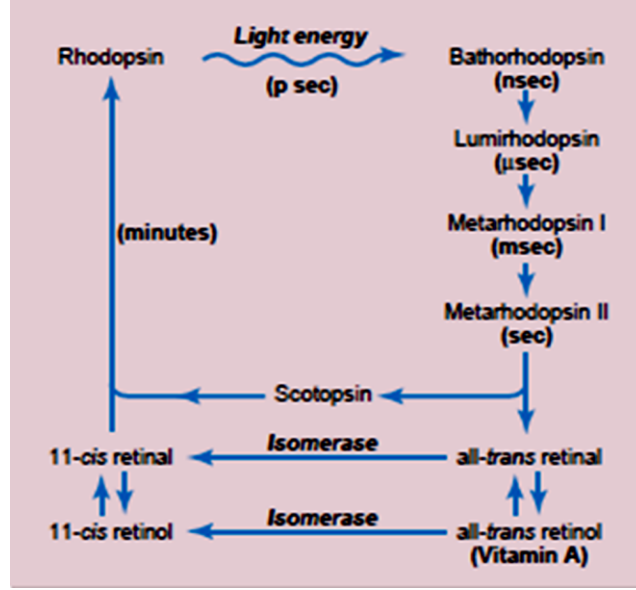 Light energy
Rhodopsin
(p sec)
Bathorhodopsin
(nsec)
Lumirhodopsin
(μsec)
Metarhodopsin I
(msec)
(minutes)
Metarhodopsin II
(sec)
Scotopsin
Isomerase
11-cis retinal
all-trans retinal
Isomerase
11-cis retinol
all-trans retinol
(Vitamin A)